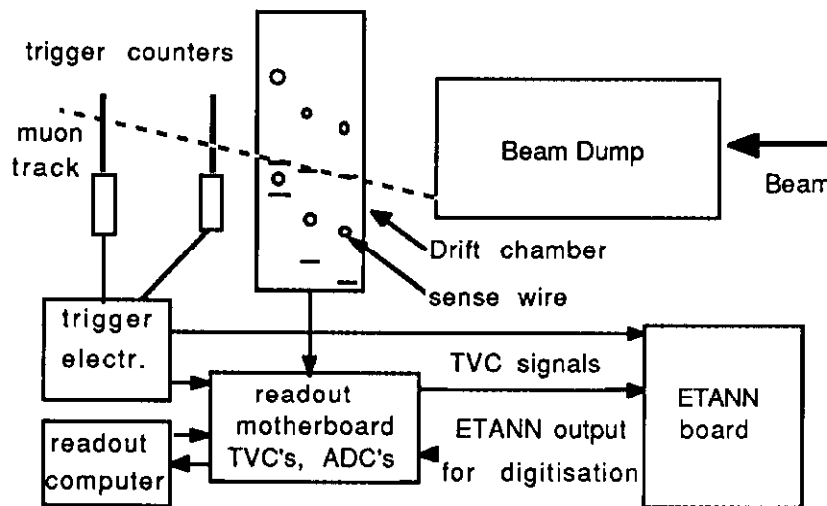 trigger counters
muon
track
Beam Dump
Beam
Drift chamber
sense wire
trigger
electr.
TVC signals
readout
motherboard
TVC's, ADC's
ETANN
board
readout
computer
ETANN output
for digitisation